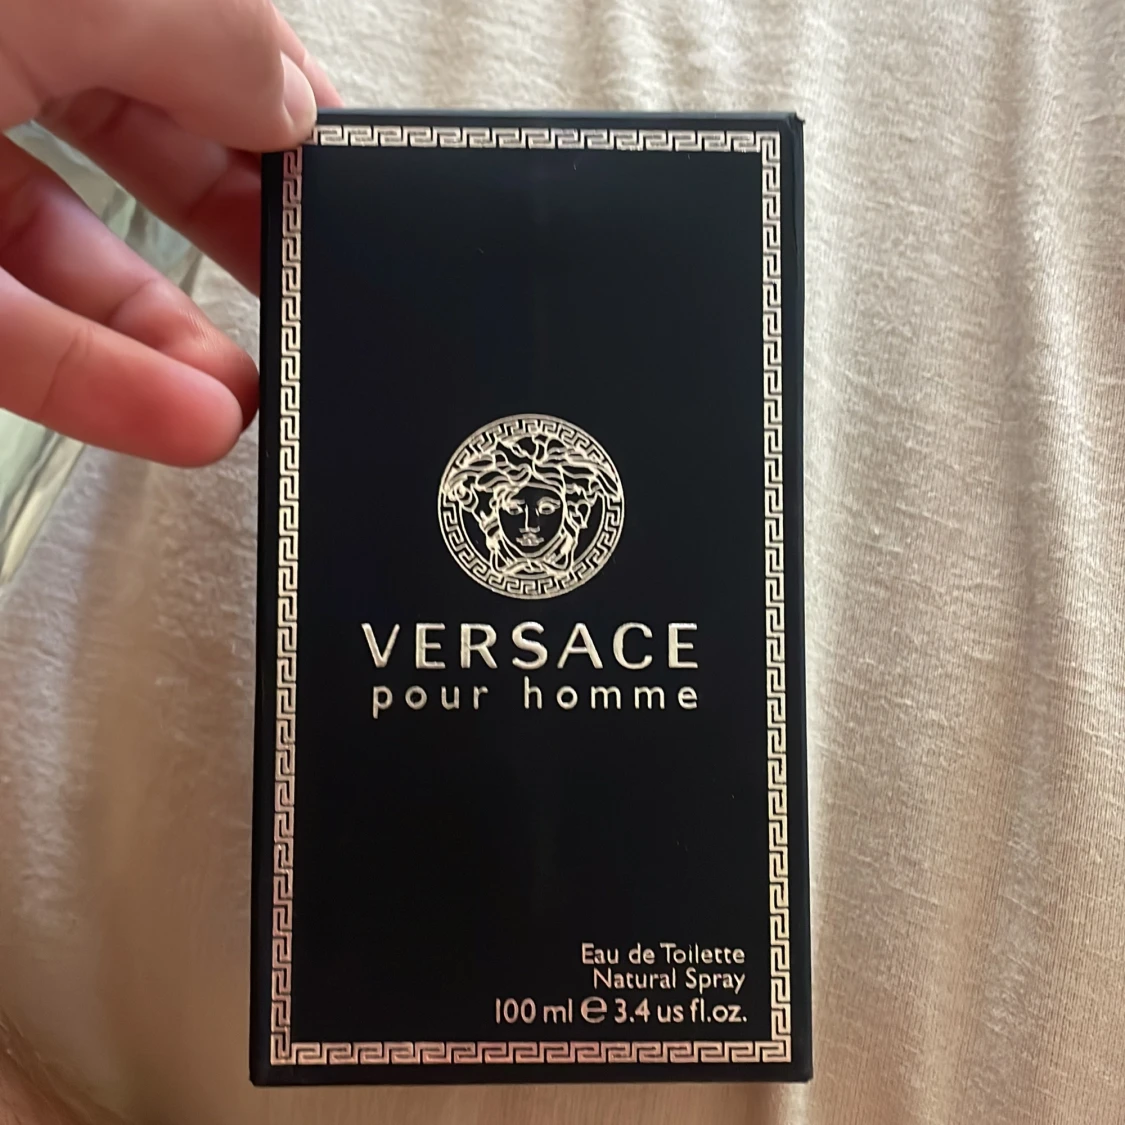 VERSACE
pour homme
Eau de Toilette
Natural Spray
100 ml e 3.4 us fl.oz.